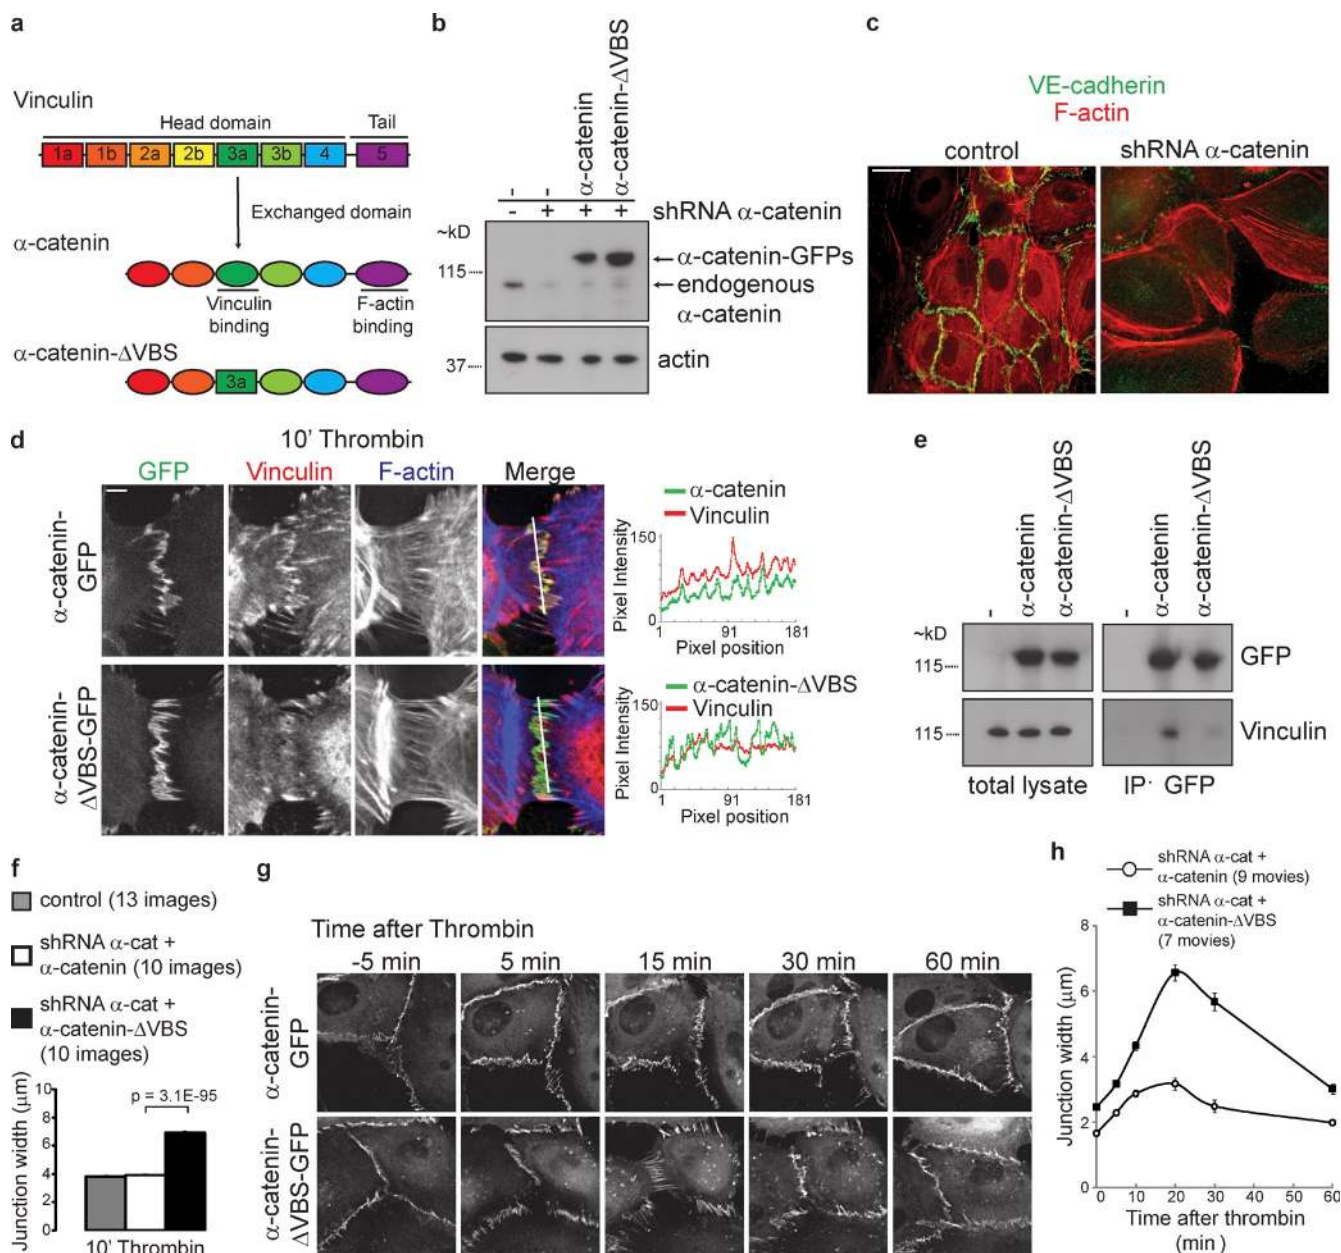 a
Vinculin
Head domain
Tail
1a 1b 2a 2b 3a 3b 4 5
Exchanged domain
α-catenin
Vinculin
binding
F-actin
binding
α-catenin-ΔVBS
3a
b
- - α-catenin α-catenin-ΔVBS
- + + + shRNA α-catenin
~kD
115
α-catenin-GFPs
endogenous
α-catenin
37
actin
c
VE-cadherin
F-actin
control
shRNA α-catenin
d
10' Thrombin
GFP Vinculin F-actin Merge
α-catenin-
GFP
α-catenin-
ΔVBS-GFP
α-catenin
Vinculin
150
0
Pixel Intensity
1 91 181
Pixel position
α-catenin-ΔVBS
Vinculin
150
0
Pixel Intensity
1 91 181
Pixel position
e
- α-catenin α-catenin-ΔVBS
- α-catenin α-catenin-ΔVBS
~kD
115
GFP
115
Vinculin
total lysate
IP· GFP
f
control (13 images)
shRNA α-cat +
α-catenin (10 images)
shRNA α-cat +
α-catenin-ΔVBS
(10 images)
Junction width (µm)
10
8
6
4
2
0
p = 3.1E-95
10' Thrombin
g
Time after Thrombin
-5 min 5 min 15 min 30 min 60 min
α-catenin-
GFP
α-catenin-
ΔVBS-GFP
h
shRNA α-cat +
α-catenin (9 movies)
shRNA α-cat +
α-catenin-ΔVBS
(7 movies)
Junction width (µm)
8
6
4
2
0
0 10 20 30 60
Time after thrombin
(min )